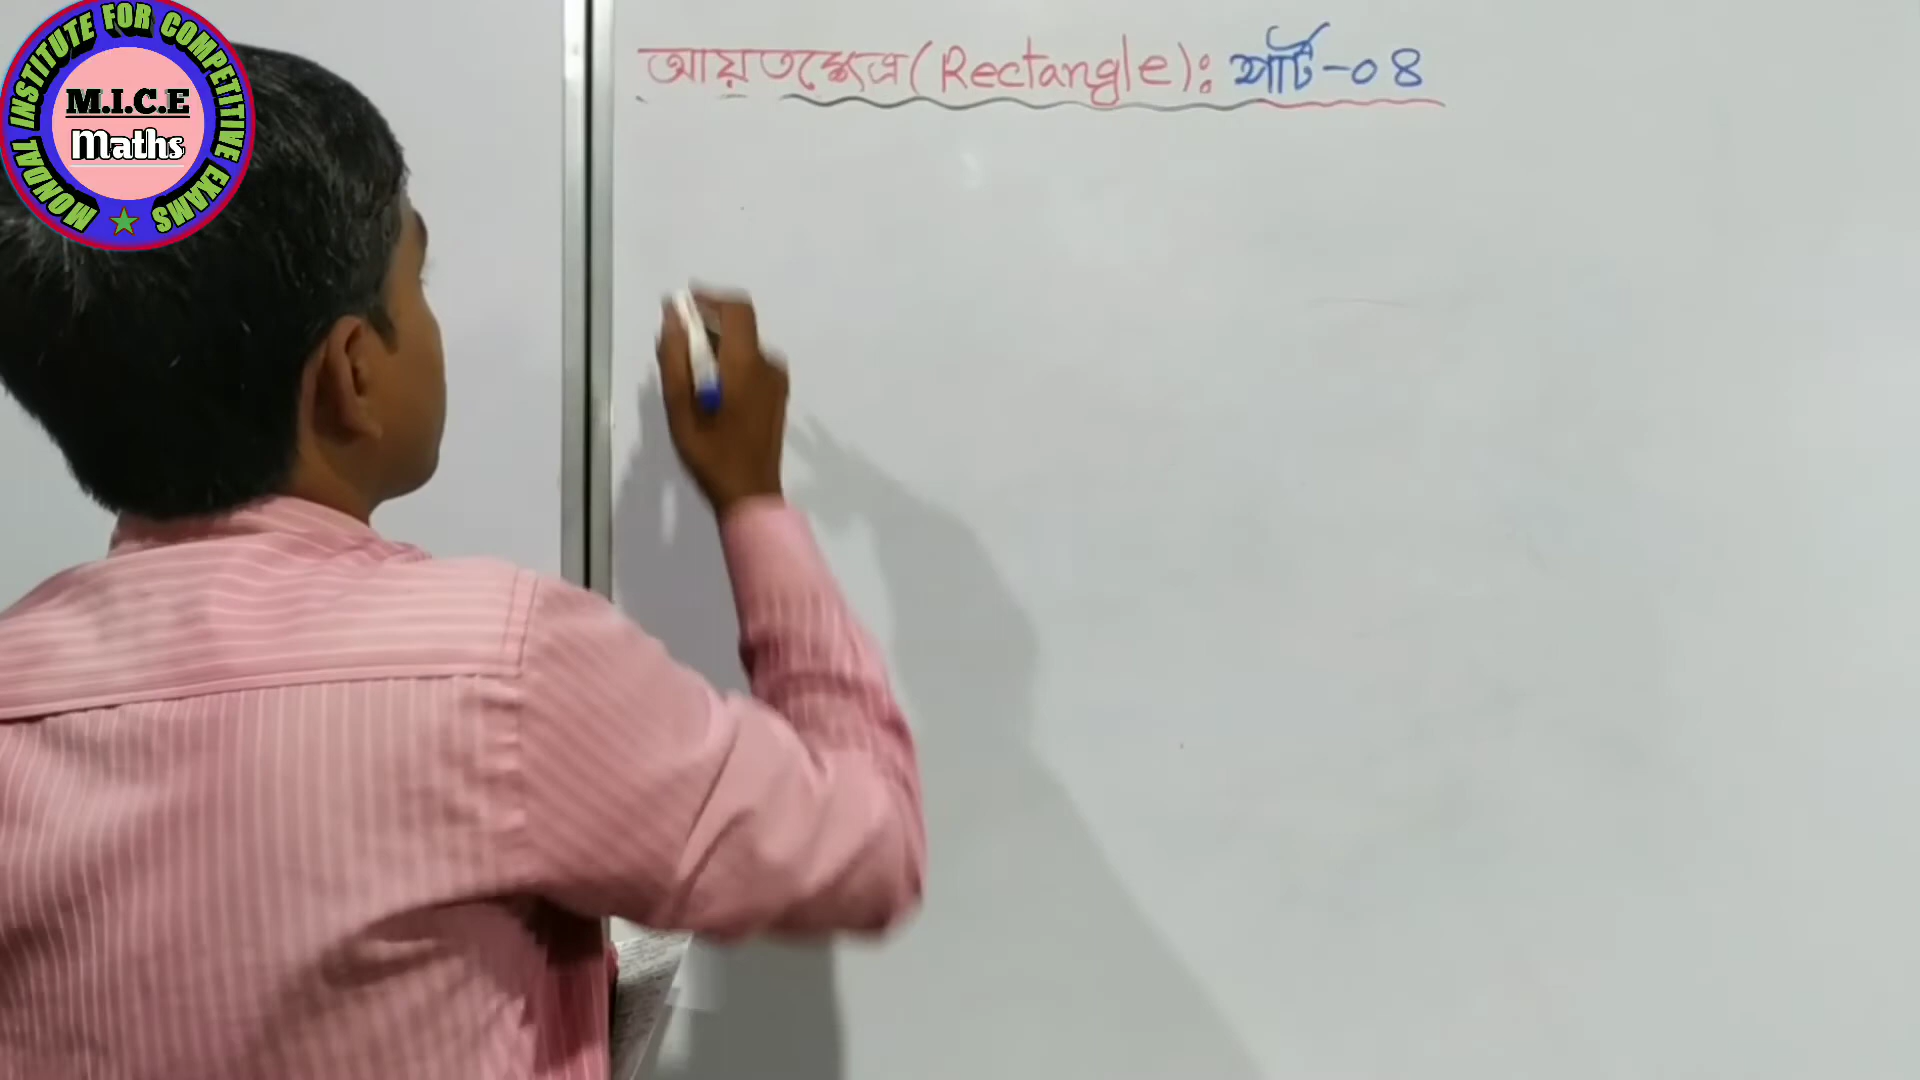 MONDAL INSTITUTE FOR COMPETITIVE EXAMS
M.I.C.E
Maths
আয়তক্ষেত্র (Rectangle): পার্ট-০৪